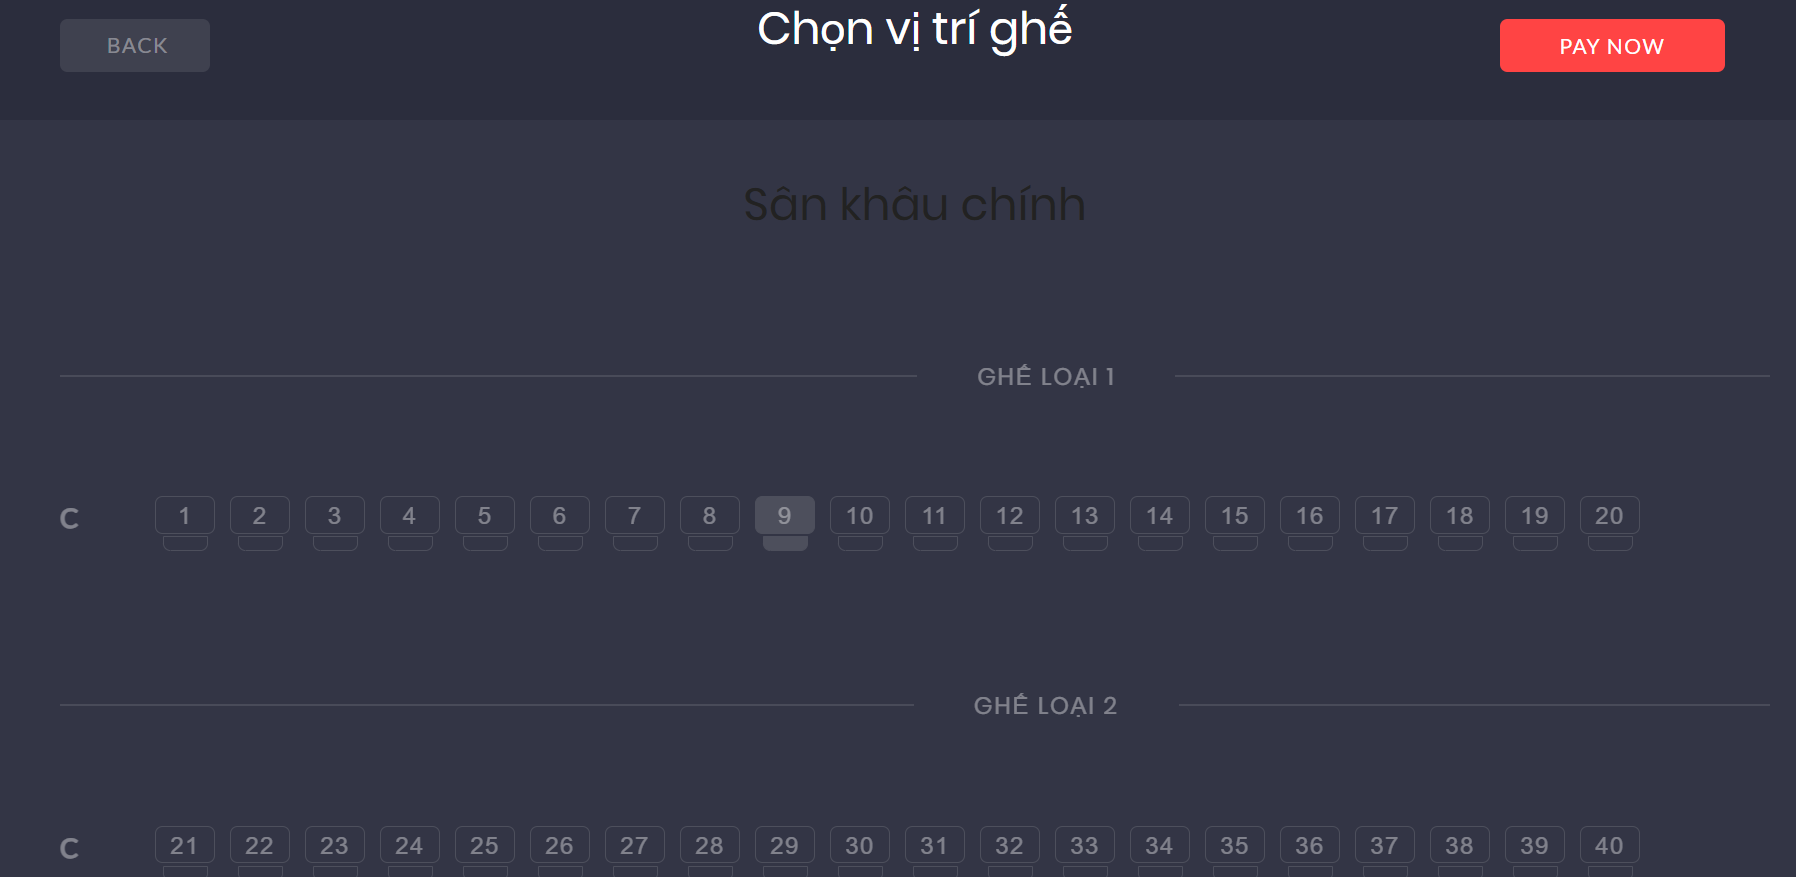 BACK
Chọn vị trí ghế
PAY NOW
Sân khâu chính
GHẾ LOẠI 1
C 1 2 3 4 5 6 7 8 9 10 11 12 13 14 15 16 17 18 19 20
GHẾ LOẠI 2
C 21 22 23 24 25 26 27 28 29 30 31 32 33 34 35 36 37 38 39 40